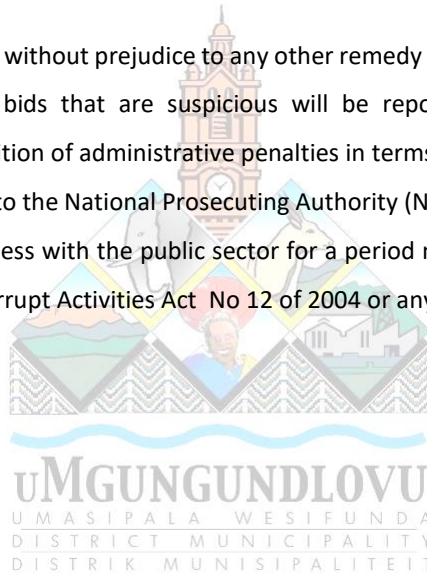 without prejudice to any other remedy
bids that are suspicious will be repo
ition of administrative penalties in terms
to the National Prosecuting Authority (N
ess with the public sector for a period r
rrupt Activities Act No 12 of 2004 or any
uMGUNGUNDLOVU
UMASIPALA WESIFUNDA
DISTRICT MUNICIPALITY
DISTRIK MUNISIPALITEIT